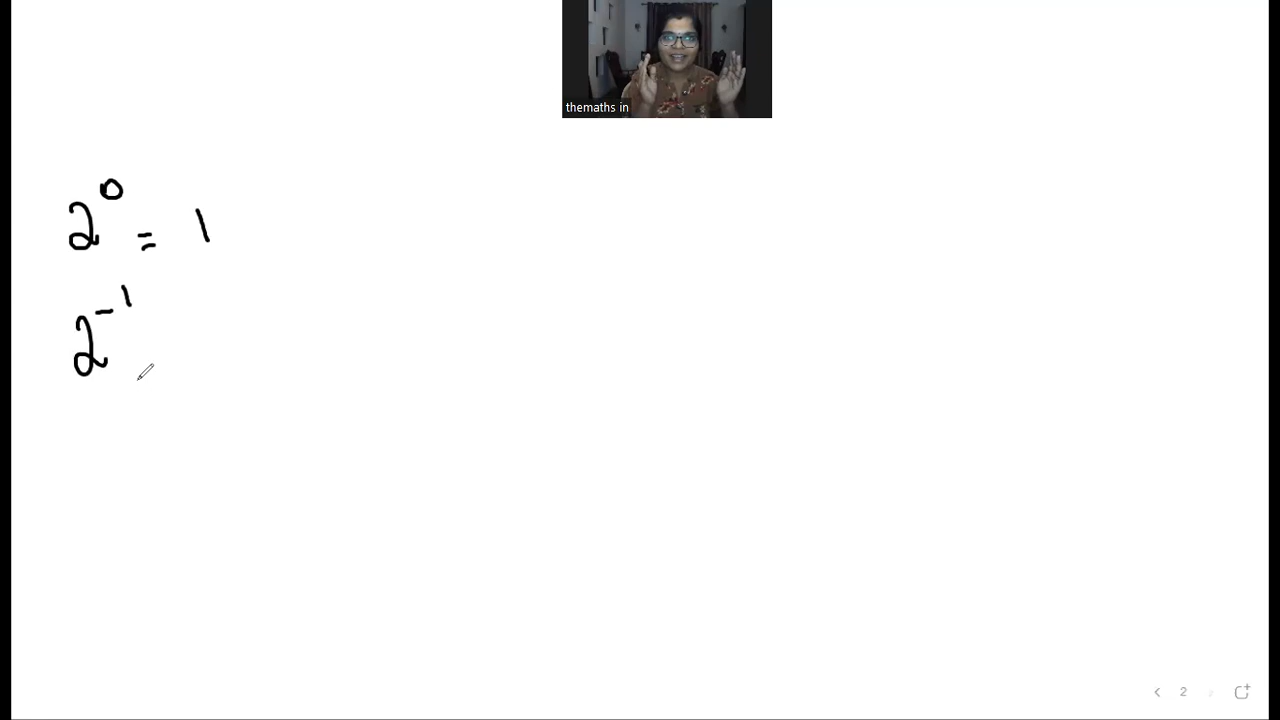 themaths in
2⁰ = 1
2⁻¹
2